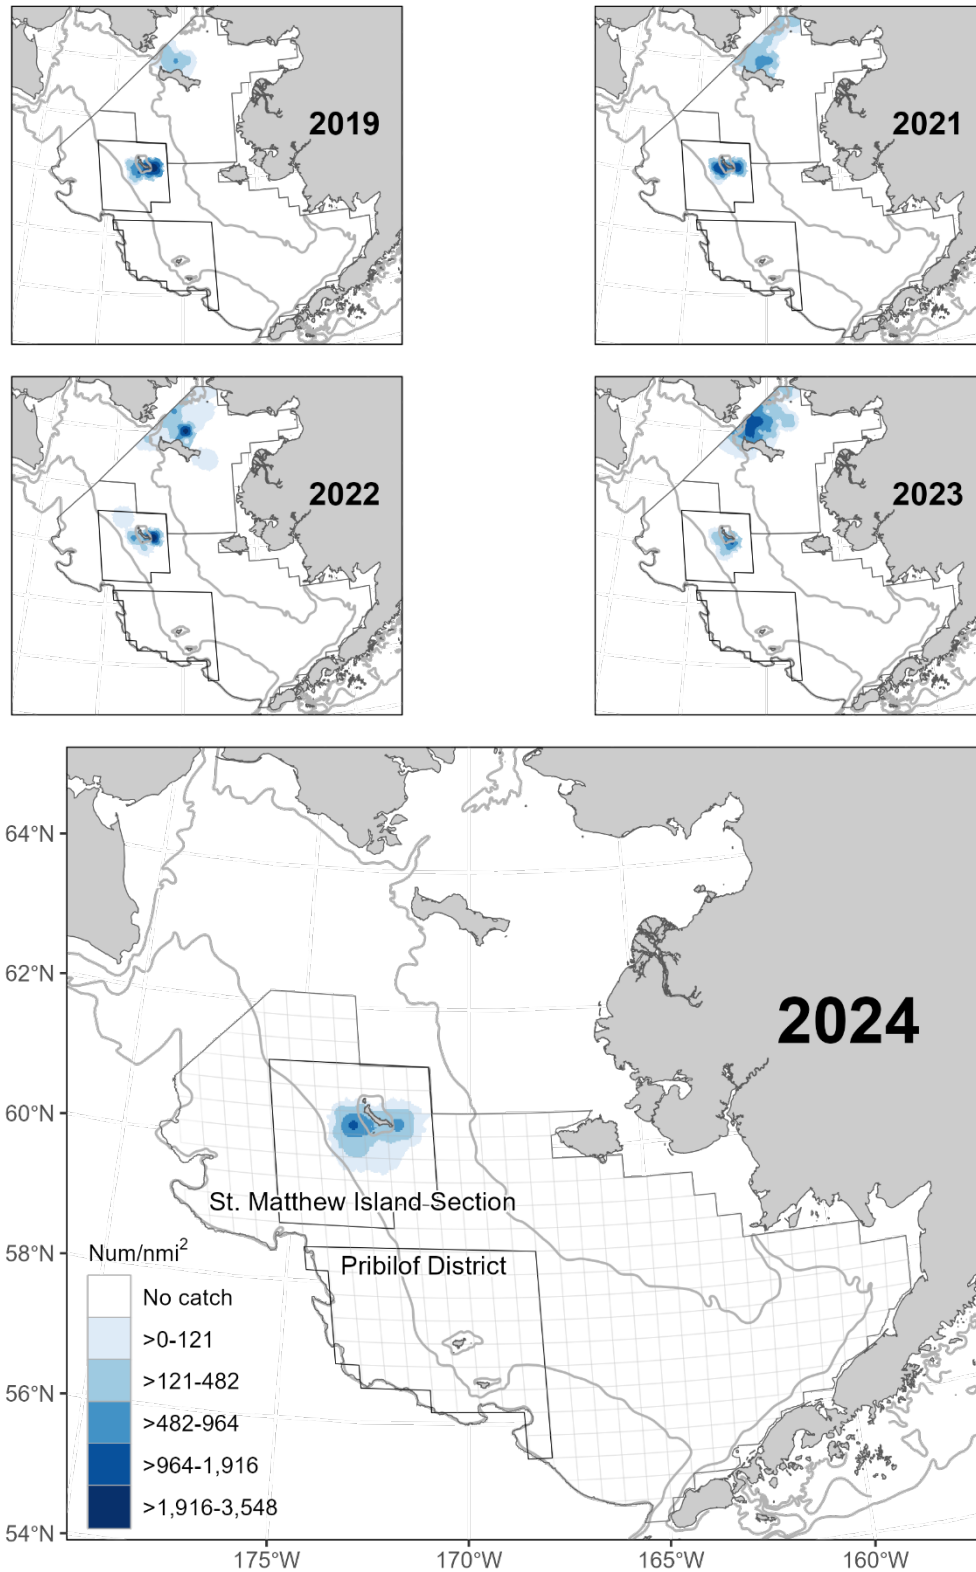 2019
2021
2022
2023
2024
64°N
62°N
60°N
58°N
56°N
54°N
St. Matthew Island Section
Pribilof District
Num/nmi²
No catch
>0-121
>121-482
>482-964
>964-1,916
>1,916-3,548
175°W
170°W
165°W
160°W